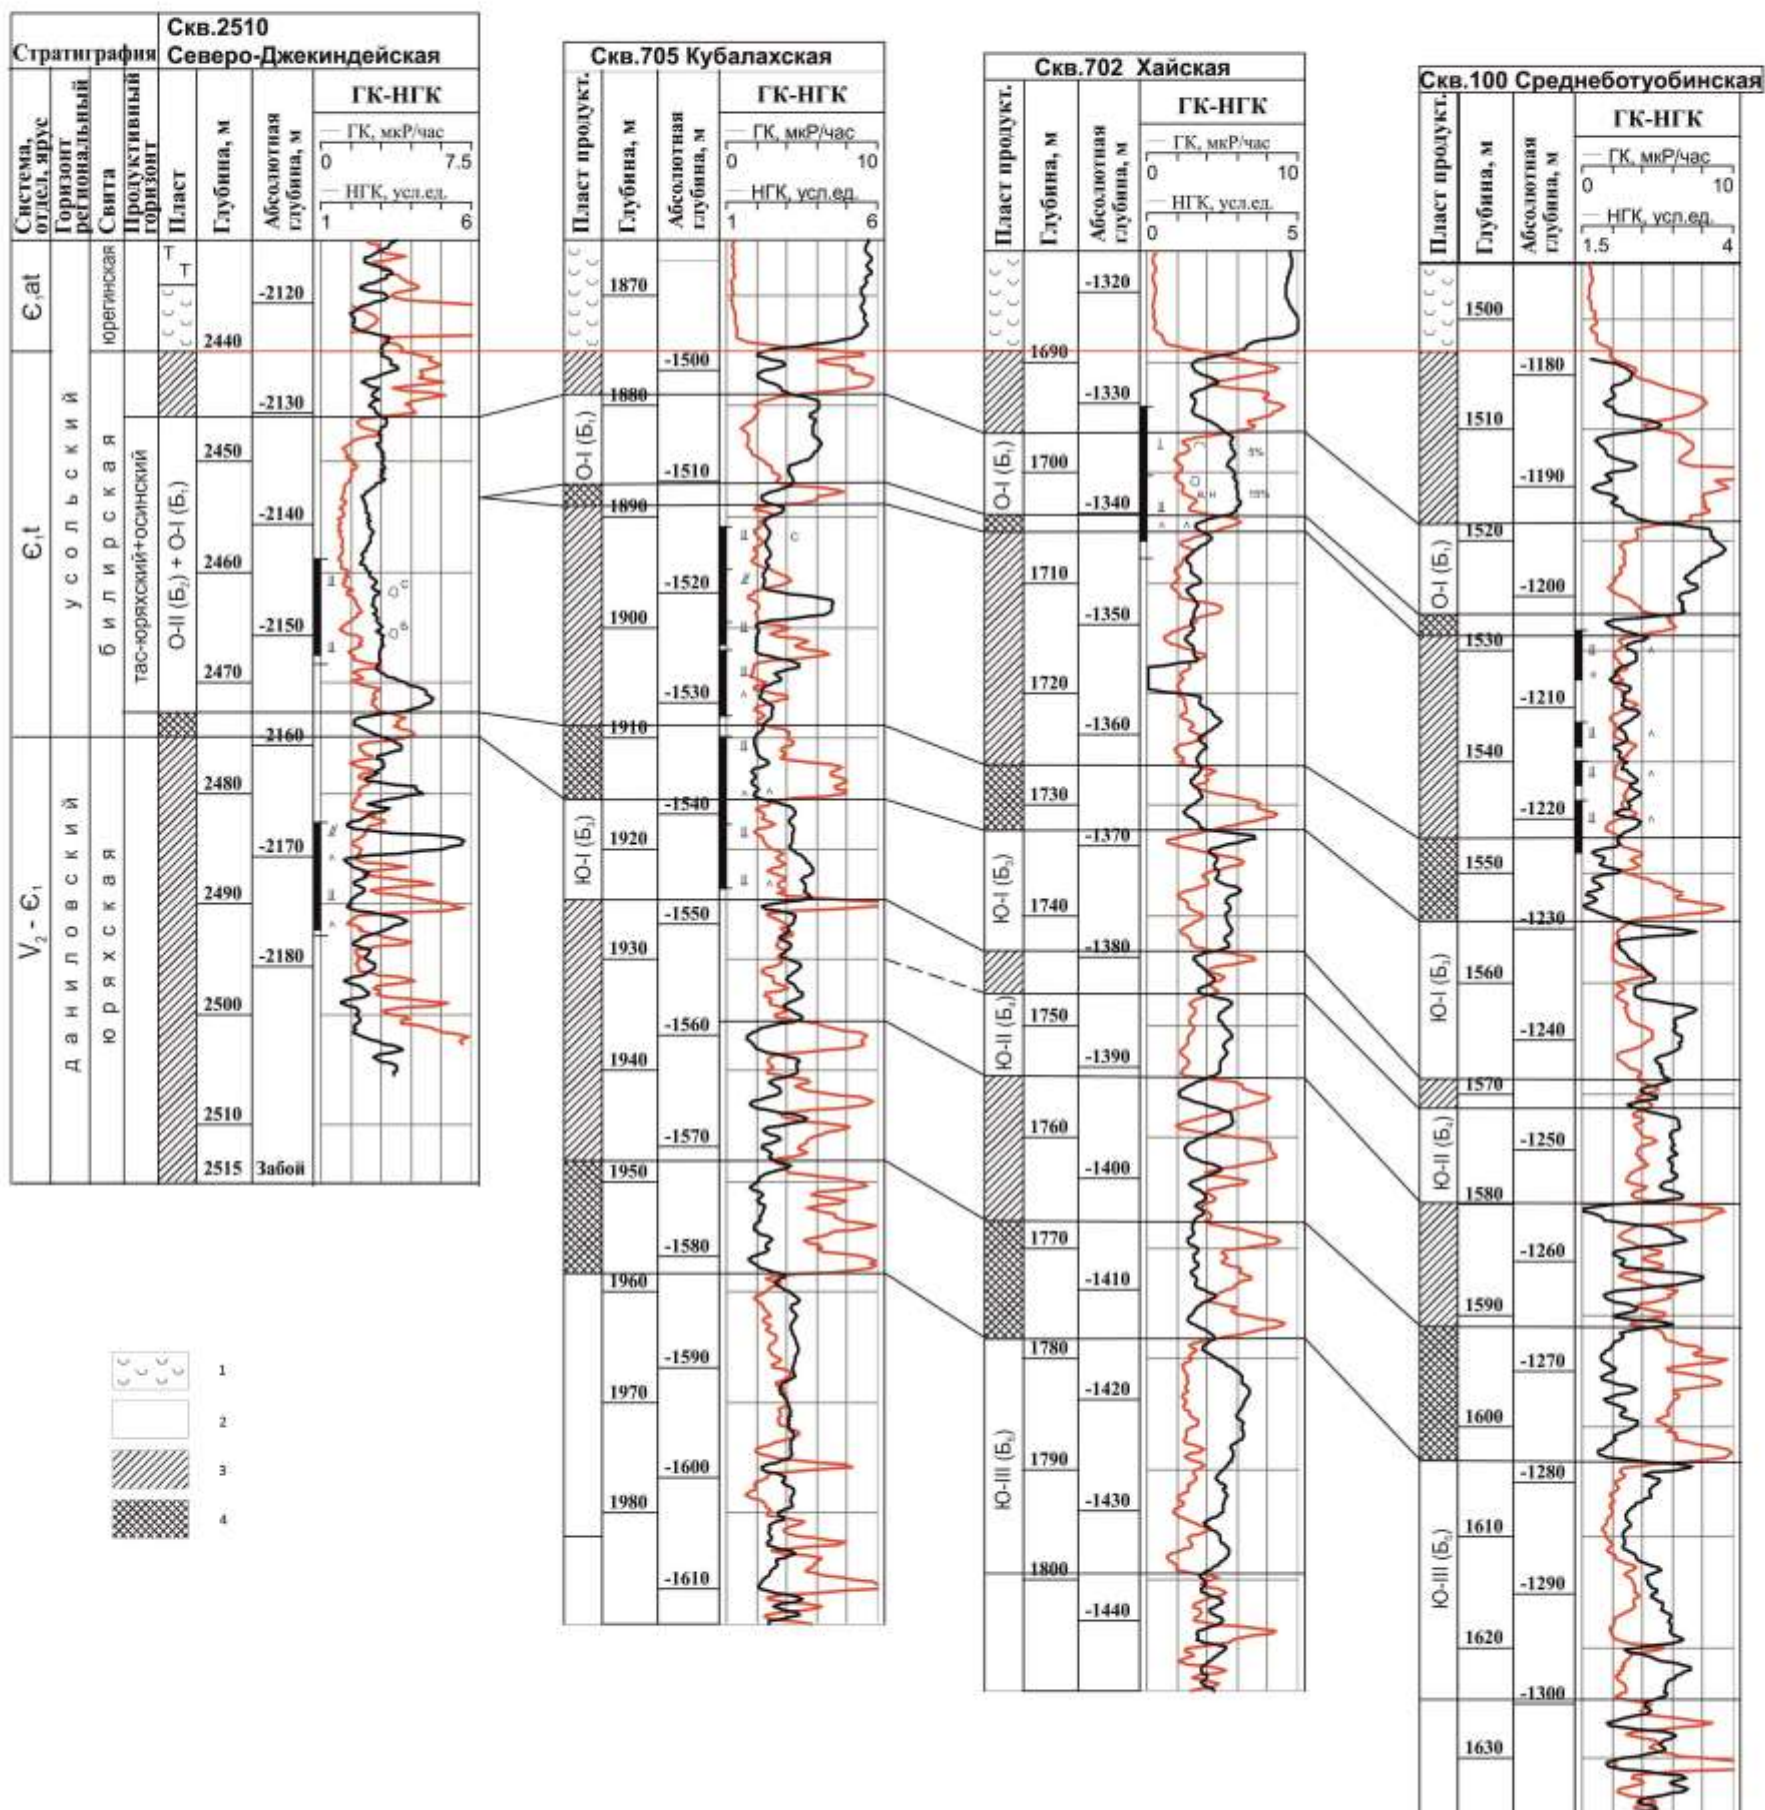 Скв.2510
Северо-Джекиндейская
Стратиграфия
Система, отдел, ярус
Горизонт региональный
Свита
Продуктивный горизонт
Пласт
Глубина, м
Абсолютная глубина, м
ГК-НГК
ГК, мкР/час
0 7.5
НГК, усл.ед.
1 6
Є₁at
Є₁t
V₂ - Є₁
усольский
даниловский
юрегинская
билирская
юряхская
тас-юряхский+осинский
Т
Т
О-II (Б₂) + О-I (Б₁)
2440
2450
2460
2470
2480
2490
2500
2510
2515 Забой
-2120
-2130
-2140
-2150
-2160
-2170
-2180
Скв.705 Кубалахская
Пласт продукт.
Глубина, м
Абсолютная глубина, м
ГК-НГК
ГК, мкР/час
0 10
НГК, усл.ед.
1 6
О-I (Б₁)
Ю-I (Б₃)
1870
1880
1890
1900
1910
1920
1930
1940
1950
1960
1970
1980
-1500
-1510
-1520
-1530
-1540
-1550
-1560
-1570
-1580
-1590
-1600
-1610
Скв.702 Хайская
Пласт продукт.
Глубина, м
Абсолютная глубина, м
ГК-НГК
ГК, мкР/час
0 10
НГК, усл.ед.
0 5
О-I (Б₁)
Ю-I (Б₃)
Ю-II (Б₄)
Ю-III (Б₅)
1690
1700
1710
1720
1730
1740
1750
1760
1770
1780
1790
1800
-1320
-1330
-1340
-1350
-1360
-1370
-1380
-1390
-1400
-1410
-1420
-1430
-1440
5%
Скв.100 Среднеботуобинская
Пласт продукт.
Глубина, м
Абсолютная глубина, м
ГК-НГК
ГК, мкР/час
0 10
НГК, усл.ед.
1.5 4
О-I (Б₁)
Ю-I (Б₃)
Ю-II (Б₄)
Ю-III (Б₅)
1500
1510
1520
1530
1540
1550
1560
1570
1580
1590
1600
1610
1620
1630
-1180
-1190
-1200
-1210
-1220
-1230
-1240
-1250
-1260
-1270
-1280
-1290
-1300
1
2
3
4